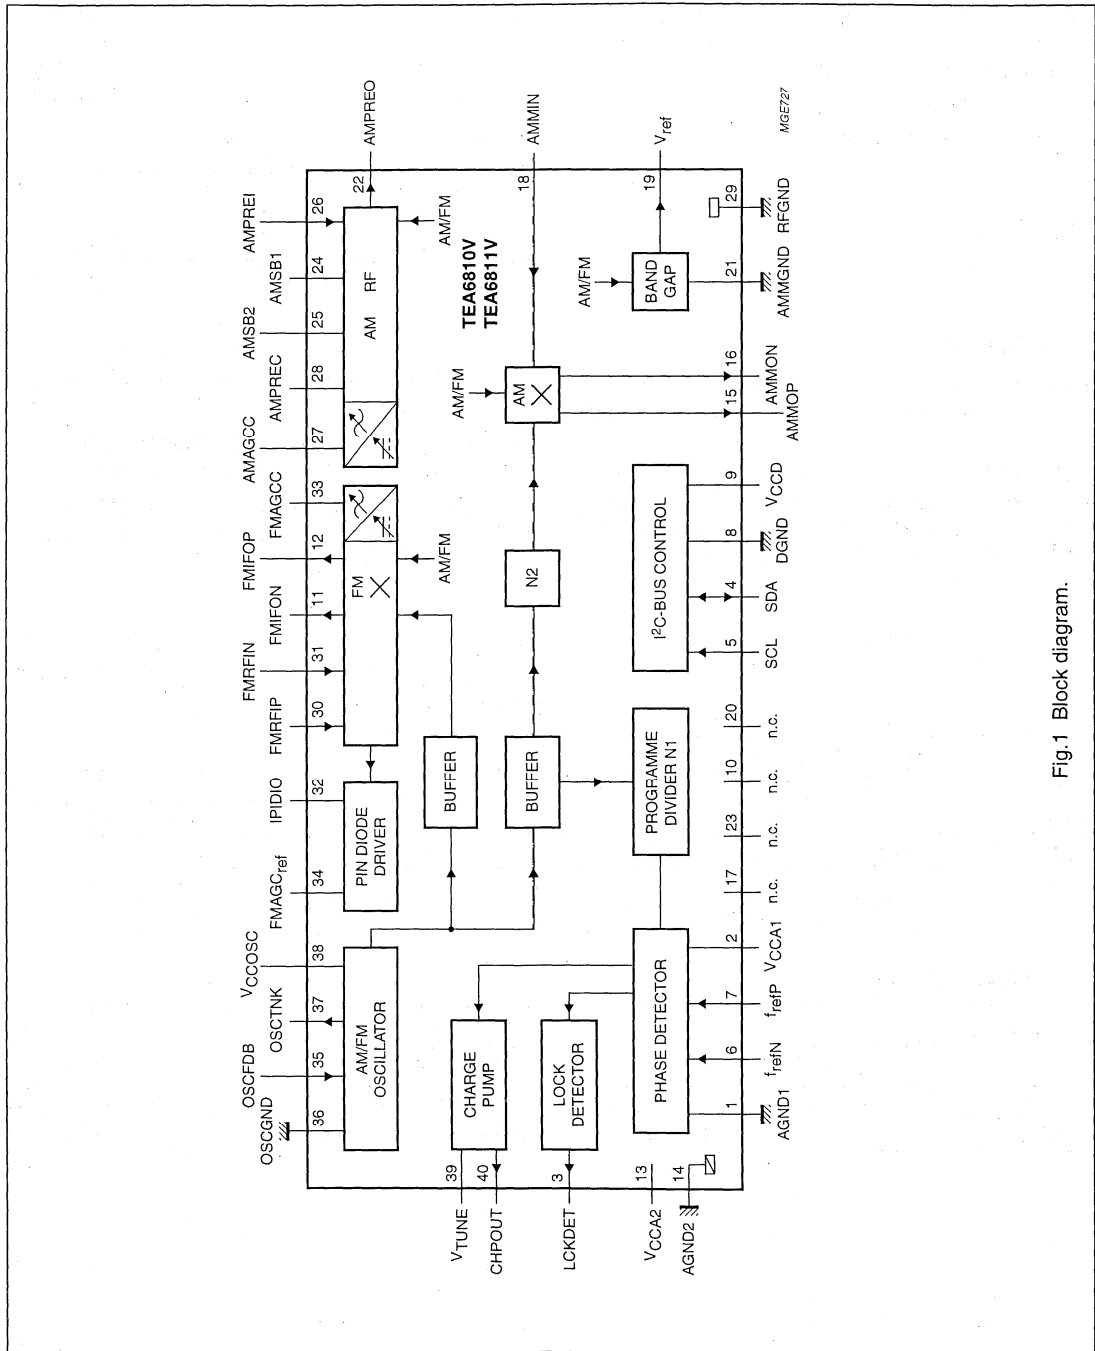 OSCGND
OSCFDB
OSCTNK
VCCOSC
FMAGCref
IPIDIO
FMRFIP
FMRFIN
FMIFON
FMIFOP
FMAGCC
AMAGCC
AMPREC
AMSB2
AMSB1
AMPREI
36
35
37
38
34
32
30
31
11
12
33
27
28
25
24
26
AM/FM
OSCILLATOR
PIN DIODE
DRIVER
FM
AM RF
22
AMPREO
AM/FM
AM/FM
BUFFER
TEA6810V
TEA6811V
VTUNE
39
CHPOUT
40
CHARGE
PUMP
BUFFER
N2
AM/FM
AM
18
AMMIN
LCKDET
3
LOCK
DETECTOR
AM/FM
BAND
GAP
19
Vref
VCCA2
13
AGND2
14
PHASE DETECTOR
PROGRAMME
DIVIDER N1
I2C-BUS CONTROL
1
6
7
2
17
23
10
20
5
4
8
9
15
16
21
29
AGND1
frefN
frefP
VCCA1
n.c.
n.c.
n.c.
n.c.
SCL
SDA
DGND
VCCD
AMMOP
AMMON
AMMGND
RFGND
MGE727
Fig.1 Block diagram.